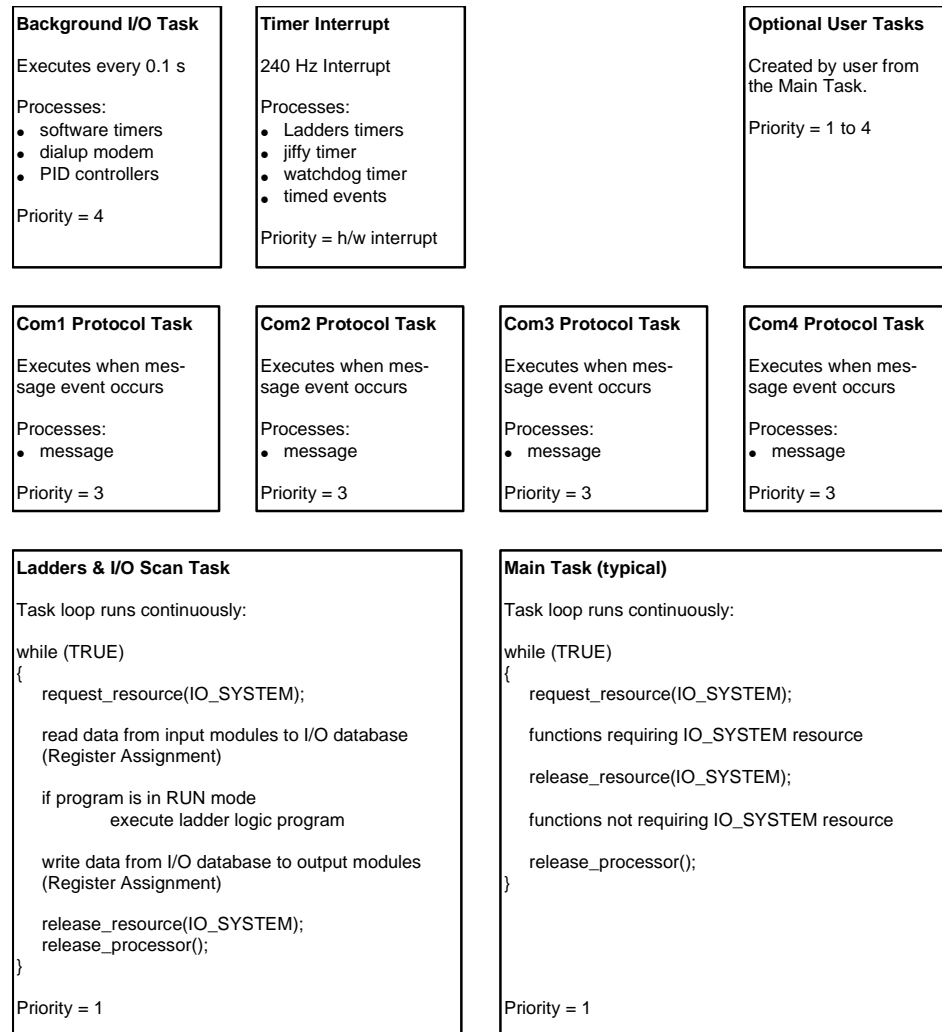 Background I/O Task
Executes every 0.1 s
Processes:
• software timers
• dialup modem
• PID controllers
Priority = 4
Timer Interrupt
240 Hz Interrupt
Processes:
• Ladders timers
• jiffy timer
• watchdog timer
• timed events
Priority = h/w interrupt
Optional User Tasks
Created by user from
the Main Task.
Priority = 1 to 4
Com1 Protocol Task
Executes when mes-
sage event occurs
Processes:
• message
Priority = 3
Com2 Protocol Task
Executes when mes-
sage event occurs
Processes:
• message
Priority = 3
Com3 Protocol Task
Executes when mes-
sage event occurs
Processes:
• message
Priority = 3
Com4 Protocol Task
Executes when mes-
sage event occurs
Processes:
• message
Priority = 3
Ladders & I/O Scan Task
Task loop runs continuously:
while (TRUE)
{
request_resource(IO_SYSTEM);
read data from input modules to I/O database
(Register Assignment)
if program is in RUN mode
execute ladder logic program
write data from I/O database to output modules
(Register Assignment)
release_resource(IO_SYSTEM);
release_processor();
}
Priority = 1
Main Task (typical)
Task loop runs continuously:
while (TRUE)
{
request_resource(IO_SYSTEM);
functions requiring IO_SYSTEM resource
release_resource(IO_SYSTEM);
functions not requiring IO_SYSTEM resource
release_processor();
}
Priority = 1